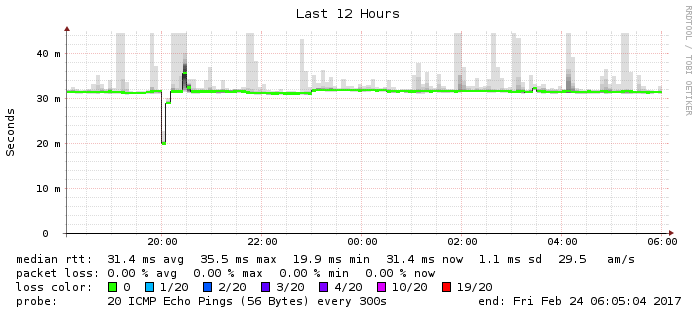 Last 12 Hours
RRDTOOL / TOBI OETIKER
Seconds
40 m
30 m
20 m
10 m
0
20:00 22:00 00:00 02:00 04:00 06:00
median rtt: 31.4 ms avg 35.5 ms max 19.9 ms min 31.4 ms now 1.1 ms sd 29.5 am/s
packet loss: 0.00 % avg 0.00 % max 0.00 % min 0.00 % now
loss color: 0 1/20 2/20 3/20 4/20 10/20 19/20
probe: 20 ICMP Echo Pings (56 Bytes) every 300s end: Fri Feb 24 06:05:04 2017